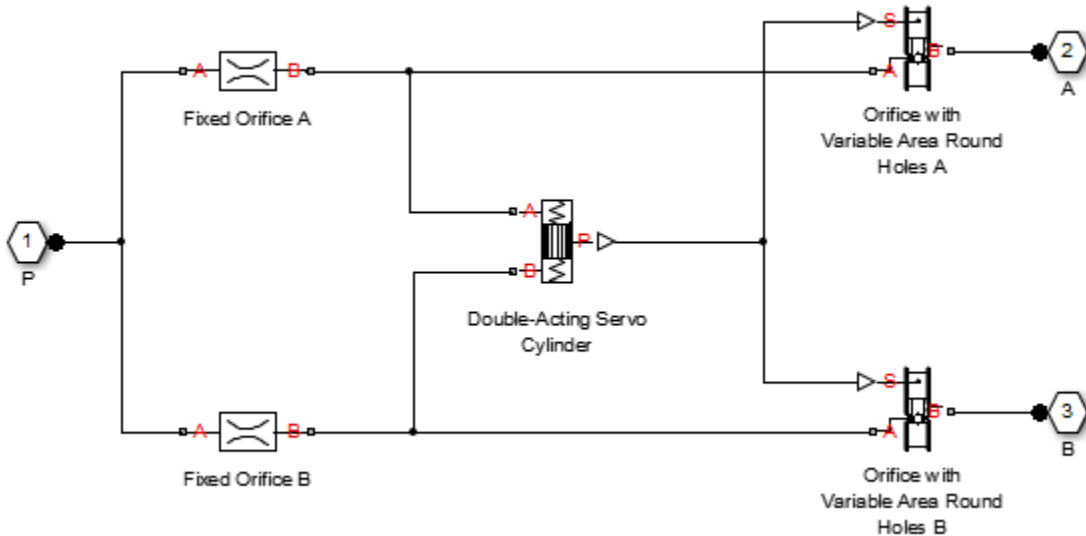 S
B
2
A
A
B
A
Fixed Orifice A
Orifice with
Variable Area Round
Holes A
A
1
P
P
B
Double-Acting Servo
Cylinder
S
B
3
A
B
A
B
Fixed Orifice B
Orifice with
Variable Area Round
Holes B